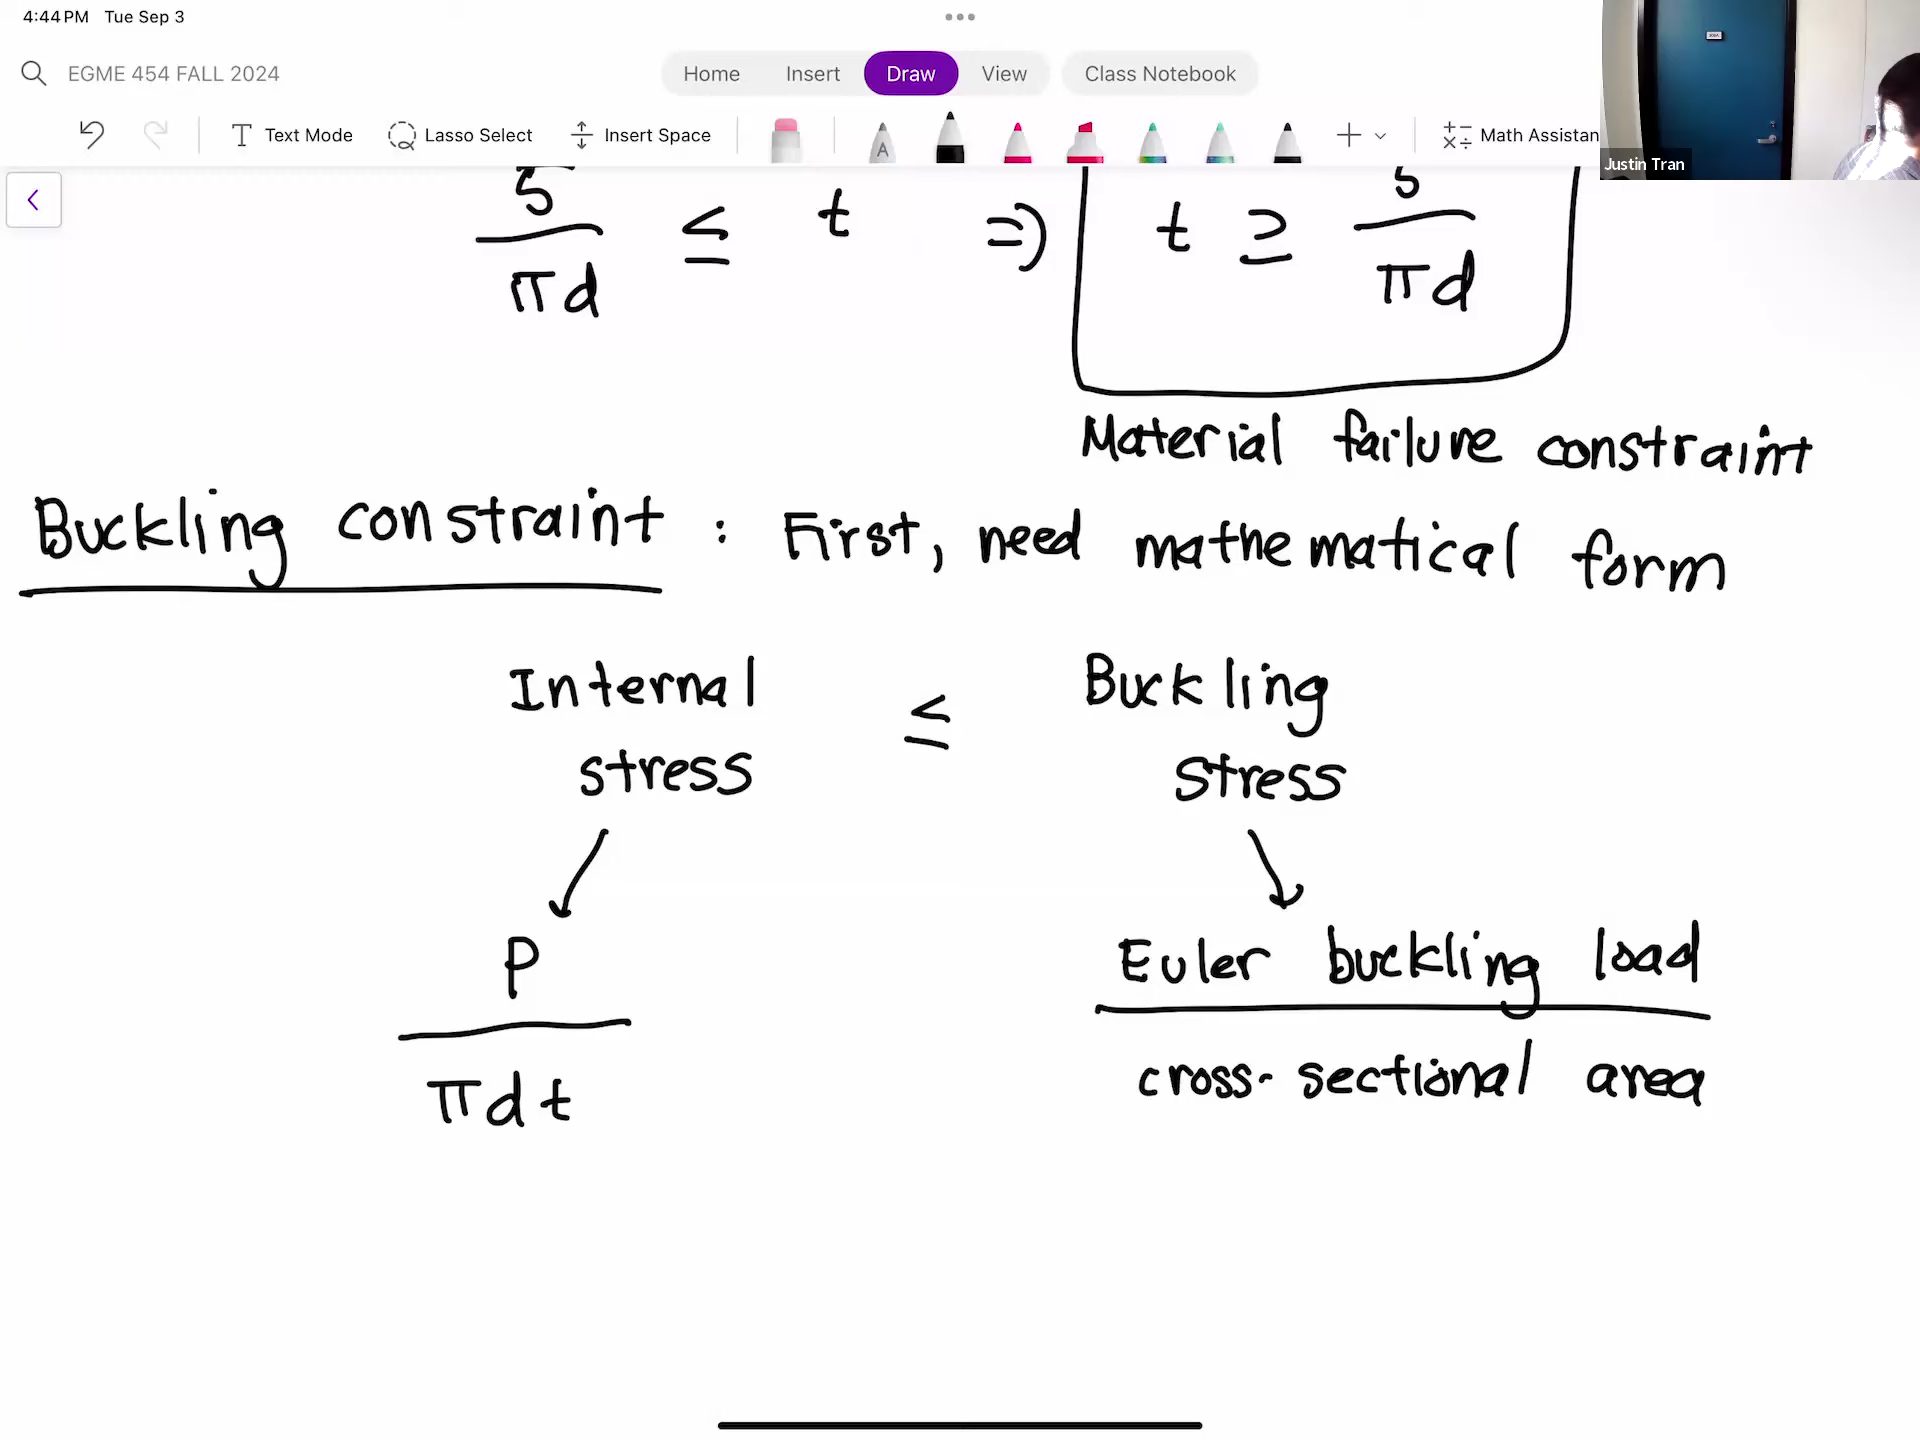 4:44 PM Tue Sep 3
EGME 454 FALL 2024
Home Insert Draw View Class Notebook
Text Mode Lasso Select Insert Space A Math Assistan
Justin Tran
5 5
≤ t ⇒ t ≥
πd πd
Material failure constraint
Buckling constraint : First, need mathematical form
Internal ≤ Buckling
stress stress
P Euler buckling load
πdt cross-sectional area